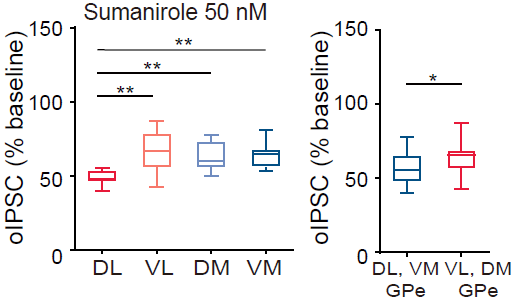 Sumanirole 50 nM
oIPSC (% baseline)
150
100
50
0
**
**
**
DL VL DM VM
oIPSC (% baseline)
150
100
50
0
*
DL, VM VL, DM
GPe GPe